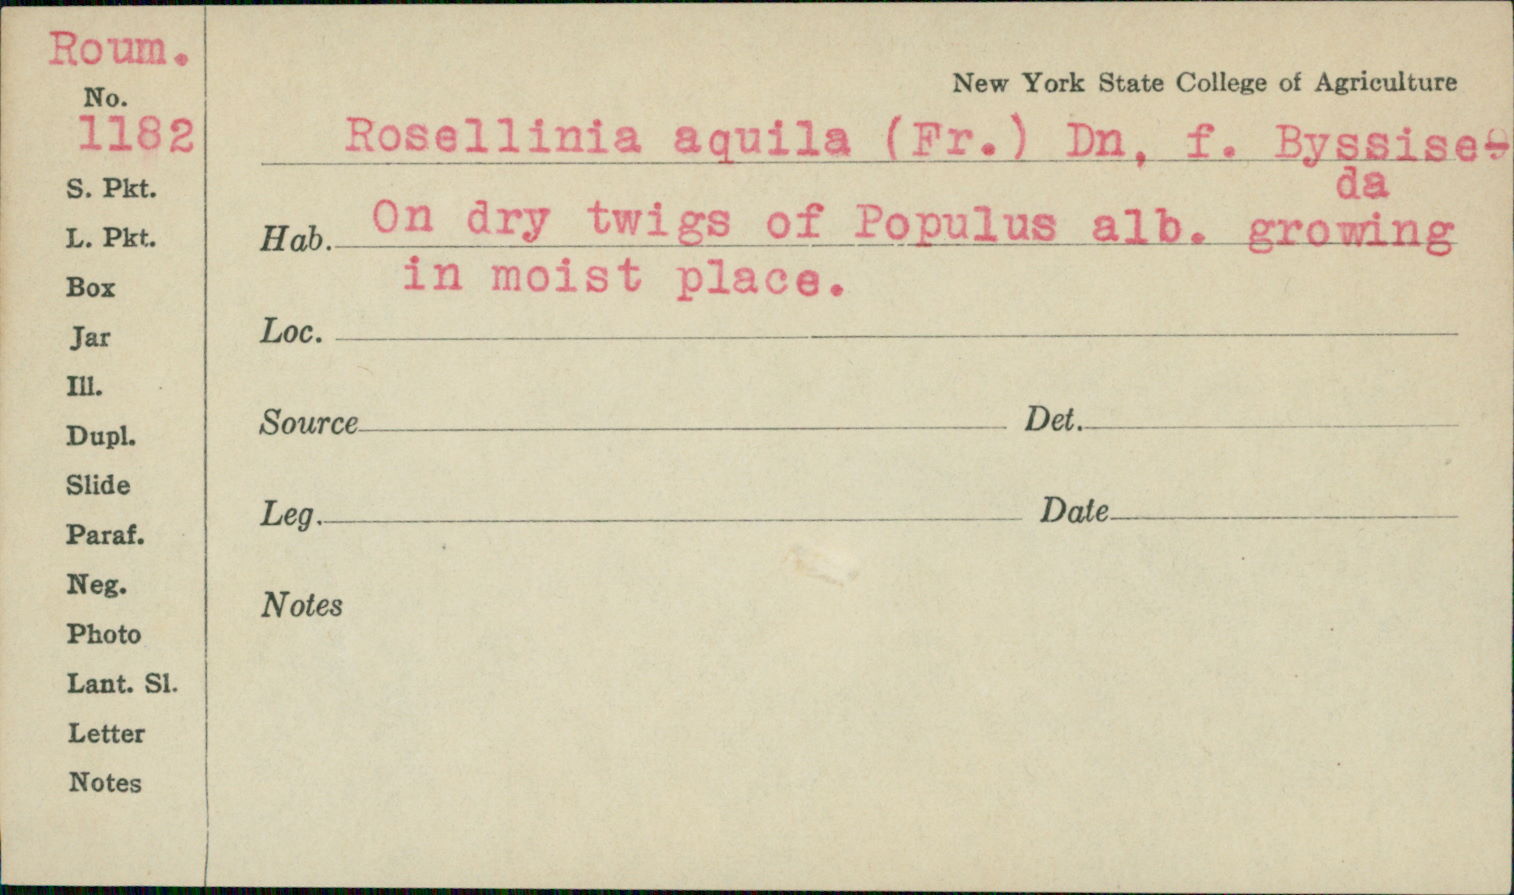 Roum.
No.
1182
S. Pkt.
L. Pkt.
Box
Jar
Ill.
Dupl.
Slide
Paraf.
Neg.
Photo
Lant. Sl.
Letter
Notes
New York State College of Agriculture
Rosellinia aquila (Fr.) Dn, f. Byssise-
da
Hab. On dry twigs of Populus alb. growing
in moist place.
Loc.
Source
Det.
Leg.
Date
Notes